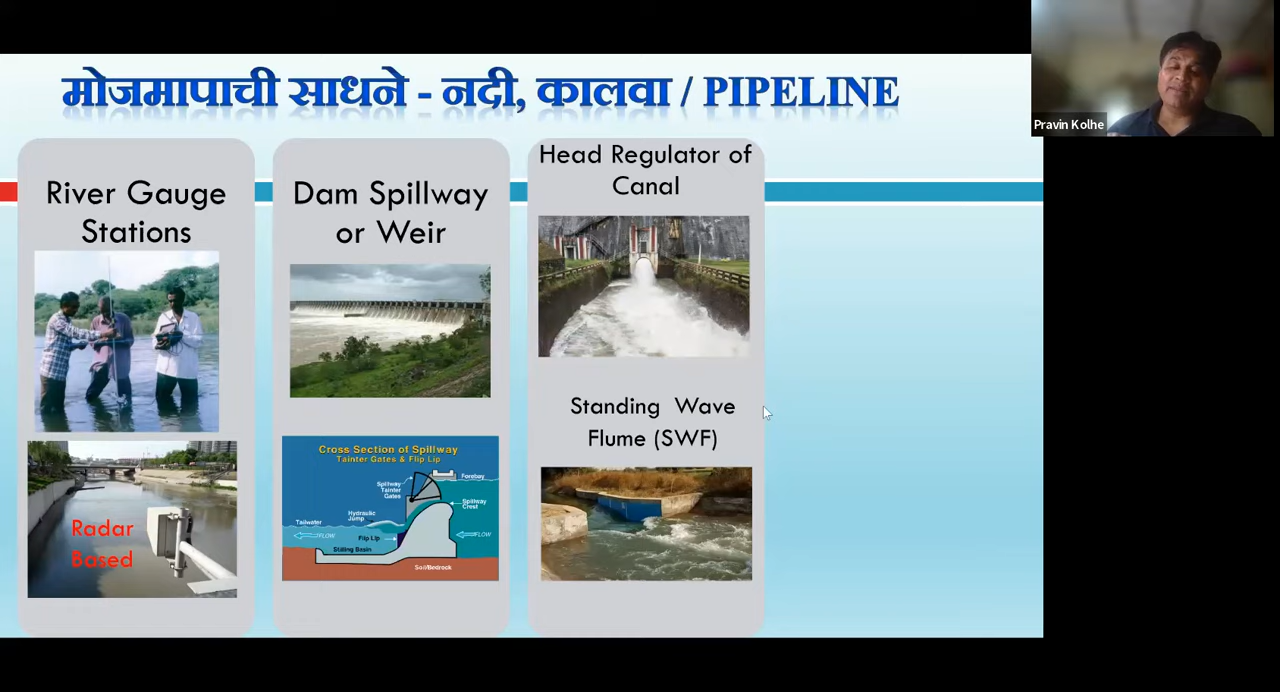 मोजमापाची साधने - नदी, कालवा / PIPELINE
Pravin Kolhe
River Gauge
Stations
Radar
Based
Dam Spillway
or Weir
Cross Section of Spillway
Tainter Gates & Flip Lip
Spillway
Tainter
Gates
Forebay
Spillway
Crest
Hydraulic
Jump
Tailwater
FLOW
Flip Lip
FLOW
Stilling Basin
Soil/Bedrock
Head Regulator of
Canal
Standing Wave
Flume (SWF)